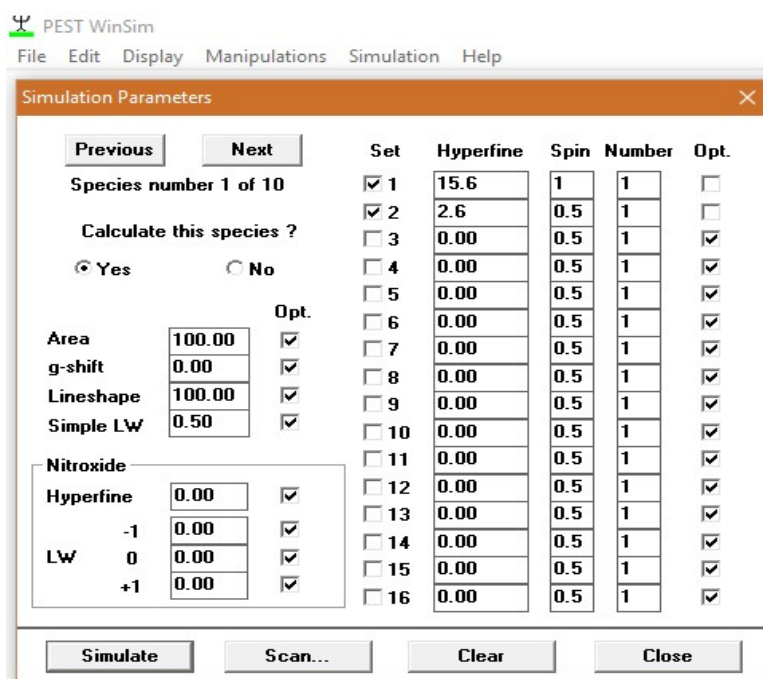 PEST WinSim
File Edit Display Manipulations Simulation Help
Simulation Parameters
Previous Next
Species number 1 of 10
Calculate this species ?
Yes No
Opt.
Area 100.00
g-shift 0.00
Lineshape 100.00
Simple LW 0.50
Nitroxide
Hyperfine 0.00
-1 0.00
LW 0 0.00
+1 0.00
Set Hyperfine Spin Number Opt.
1 15.6 1 1
2 2.6 0.5 1
3 0.00 0.5 1
4 0.00 0.5 1
5 0.00 0.5 1
6 0.00 0.5 1
7 0.00 0.5 1
8 0.00 0.5 1
9 0.00 0.5 1
10 0.00 0.5 1
11 0.00 0.5 1
12 0.00 0.5 1
13 0.00 0.5 1
14 0.00 0.5 1
15 0.00 0.5 1
16 0.00 0.5 1
Simulate Scan... Clear Close